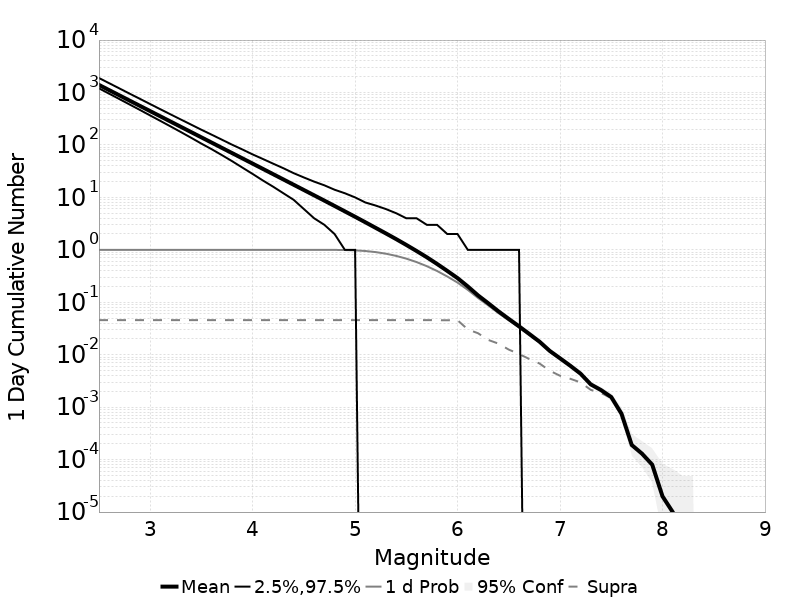 10^4
10^3
10^2
10^1
10^0
10^-1
10^-2
10^-3
10^-4
10^-5
1 Day Cumulative Number
3 4 5 6 7 8 9
Magnitude
Mean 2.5%,97.5% 1 d Prob 95% Conf Supra